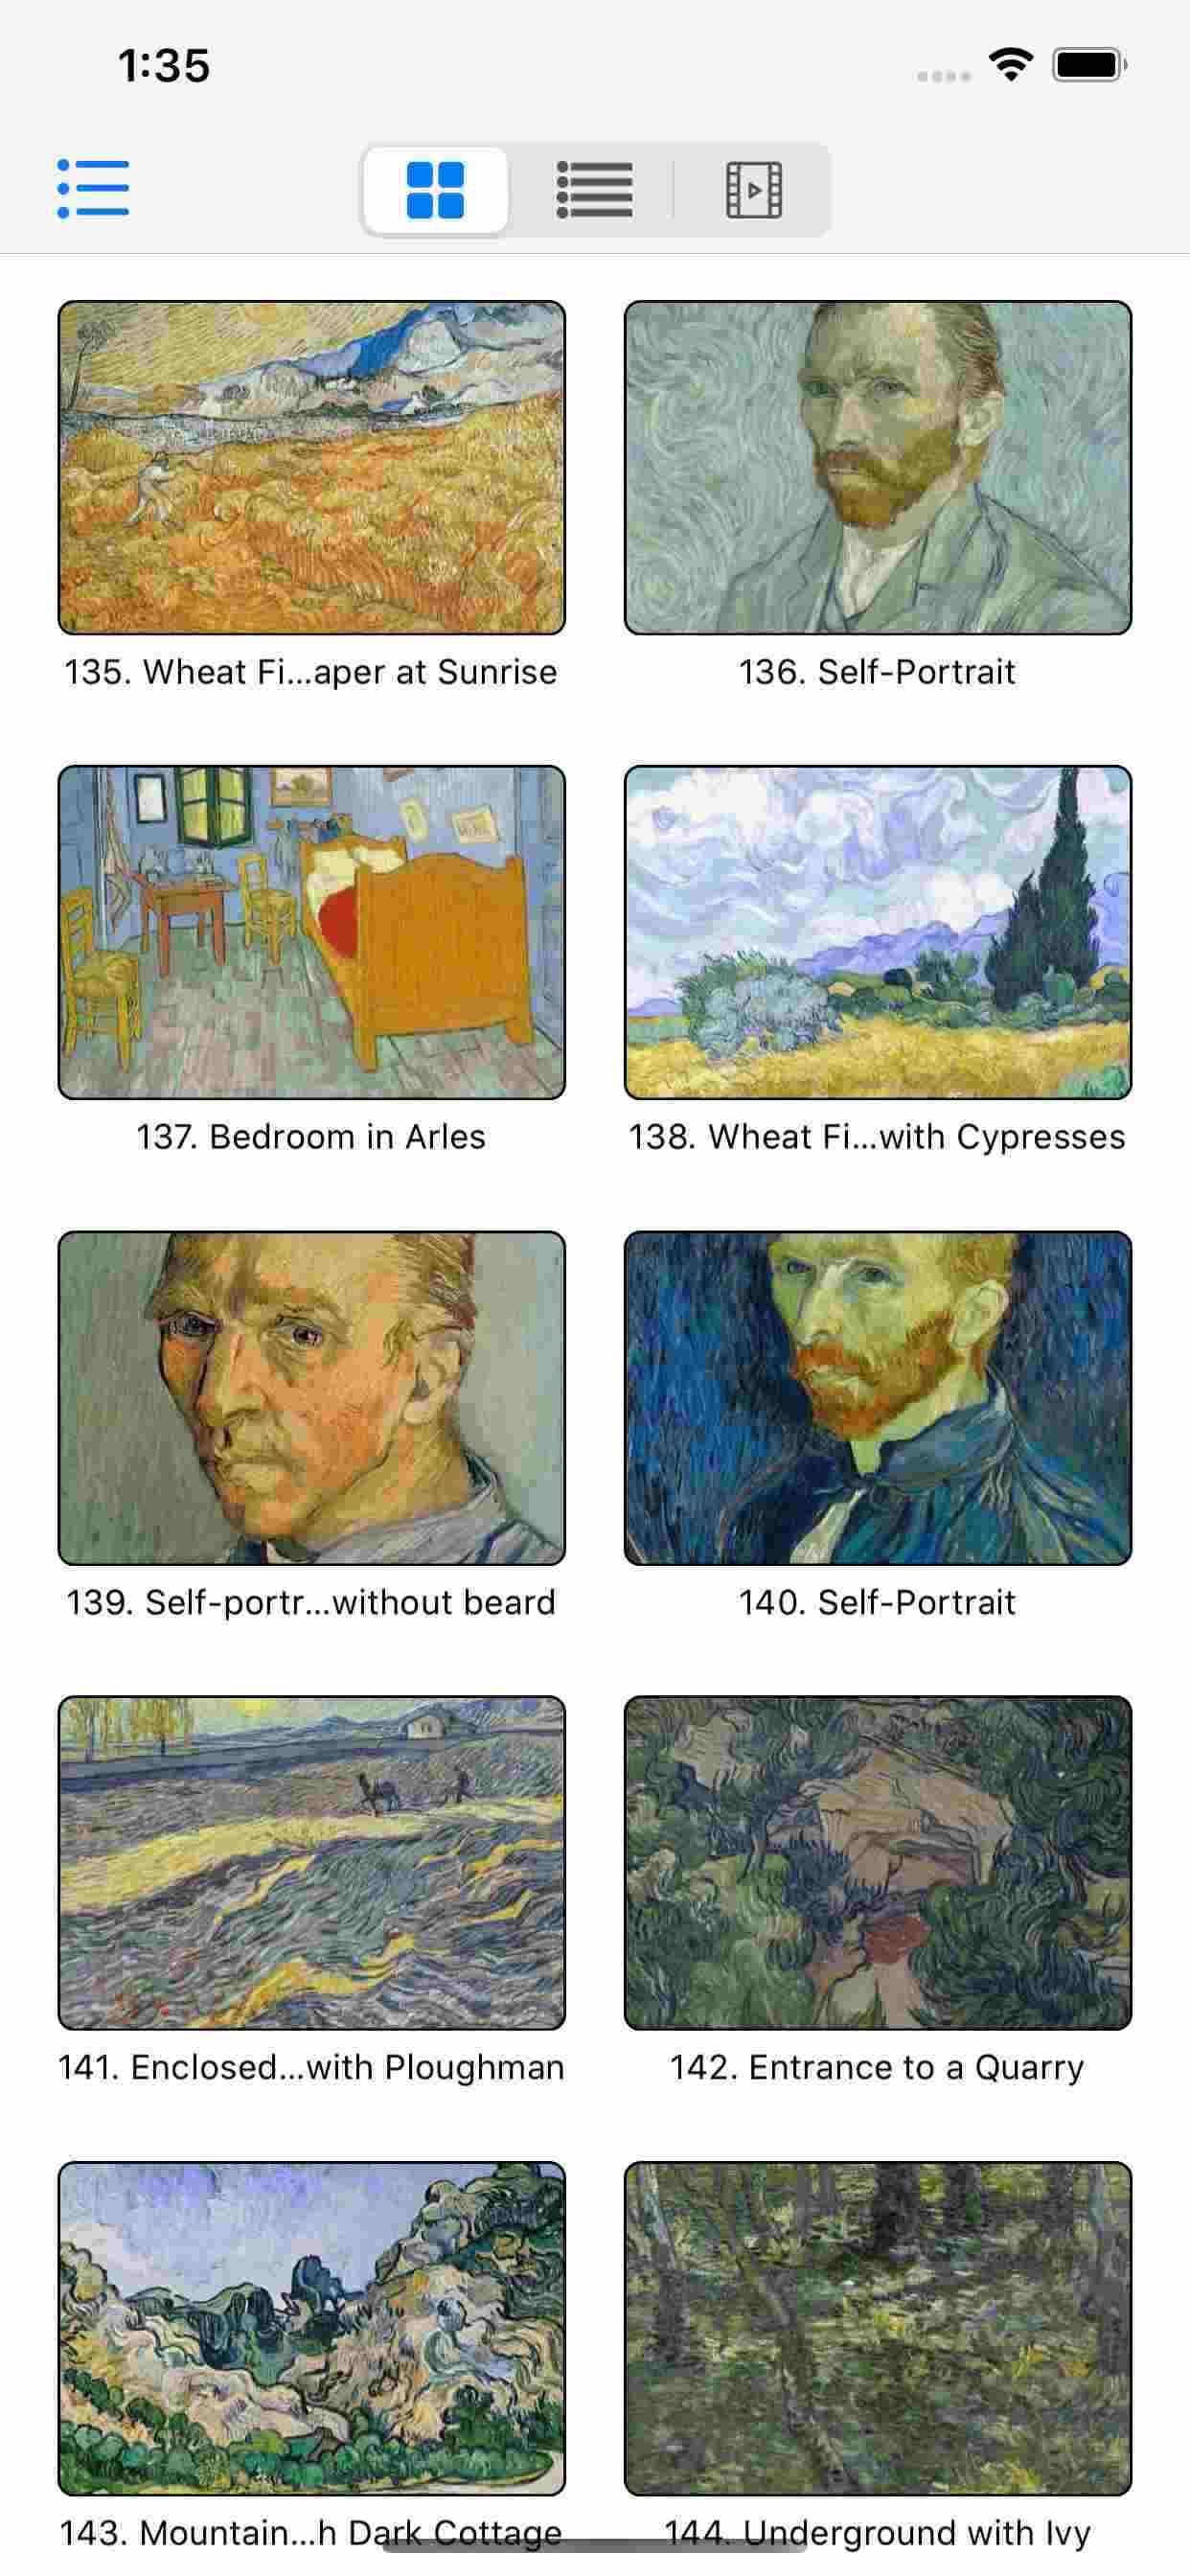 1:35
135. Wheat Fi...aper at Sunrise
136. Self-Portrait
137. Bedroom in Arles
138. Wheat Fi...with Cypresses
139. Self-portr...without beard
140. Self-Portrait
141. Enclosed...with Ploughman
142. Entrance to a Quarry
143. Mountain...h Dark Cottage
144. Underground with Ivy